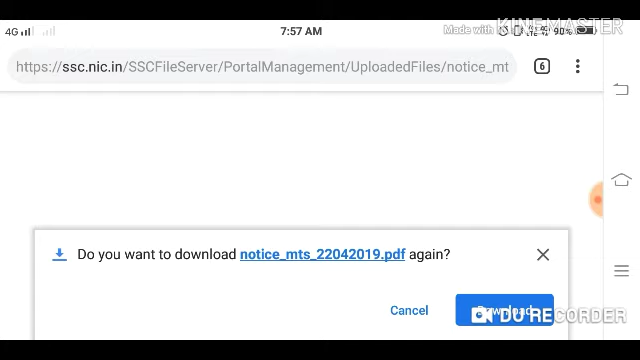 4G 7:57 AM Made with KINEMASTER 90%
https://ssc.nic.in/SSCFileServer/PortalManagement/UploadedFiles/notice_mt 6
Do you want to download notice_mts_22042019.pdf again?
Cancel Download
DU RECORDER